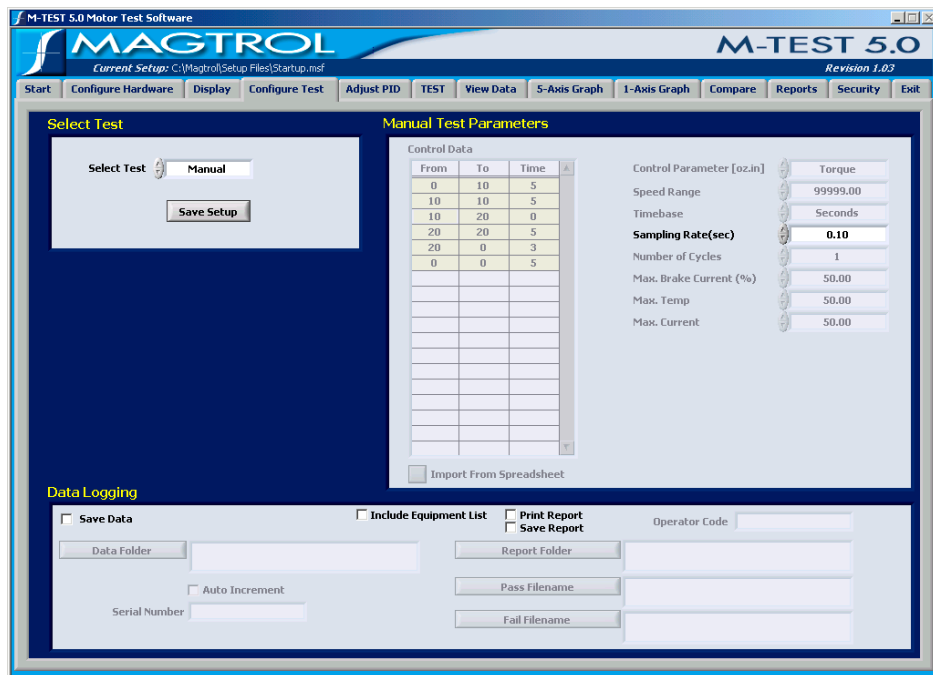 M-TEST 5.0 Motor Test Software
MAGTROL
M-TEST 5.0
Current Setup: C:\Magtrol\Setup Files\Startup.msf
Revision 1.03
Start Configure Hardware Display Configure Test Adjust PID TEST View Data 5-Axis Graph 1-Axis Graph Compare Reports Security Exit
Select Test
Select Test Manual
Save Setup
Manual Test Parameters
Control Data
From To Time
0 10 5
10 10 5
10 20 0
20 20 5
20 0 3
0 0 5
Import From Spreadsheet
Control Parameter [oz.in] Torque
Speed Range 99999.00
Timebase Seconds
Sampling Rate(sec) 0.10
Number of Cycles 1
Max. Brake Current (%) 50.00
Max. Temp 50.00
Max. Current 50.00
Data Logging
Save Data
Include Equipment List
Print Report
Save Report
Operator Code
Data Folder
Report Folder
Auto Increment
Pass Filename
Serial Number
Fail Filename